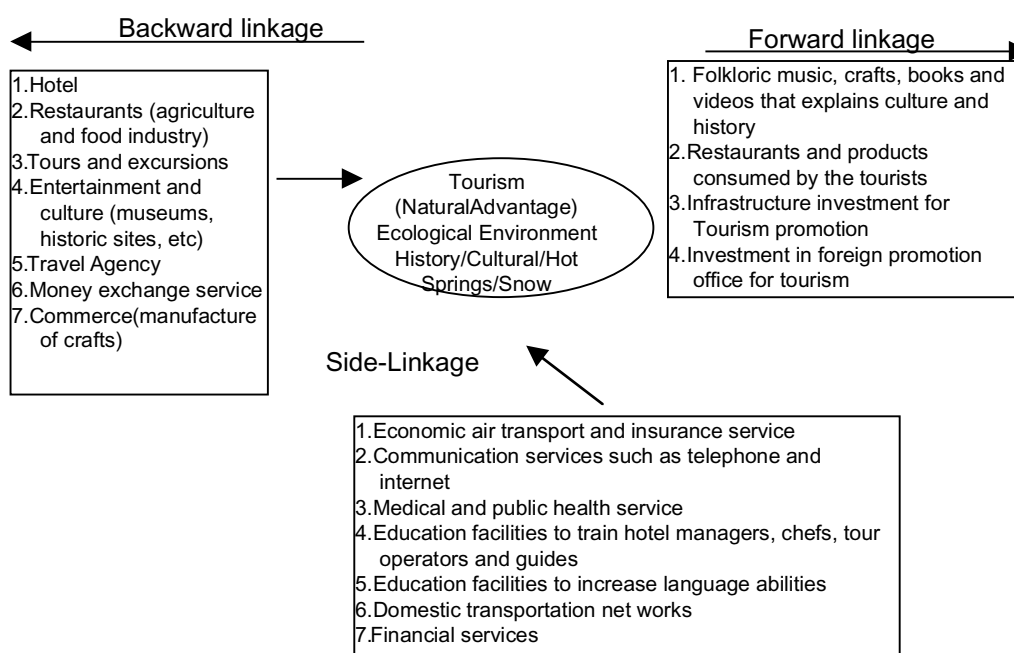 Backward linkage
Forward linkage
1.Hotel
2.Restaurants (agriculture
and food industry)
3.Tours and excursions
4.Entertainment and
culture (museums,
historic sites, etc)
5.Travel Agency
6.Money exchange service
7.Commerce(manufacture
of crafts)
Tourism
(NaturalAdvantage)
Ecological Environment
History/Cultural/Hot
Springs/Snow
1. Folkloric music, crafts, books and
videos that explains culture and
history
2.Restaurants and products
consumed by the tourists
3.Infrastructure investment for
Tourism promotion
4.Investment in foreign promotion
office for tourism
Side-Linkage
1.Economic air transport and insurance service
2.Communication services such as telephone and
internet
3.Medical and public health service
4.Education facilities to train hotel managers, chefs, tour
operators and guides
5.Education facilities to increase language abilities
6.Domestic transportation net works
7.Financial services